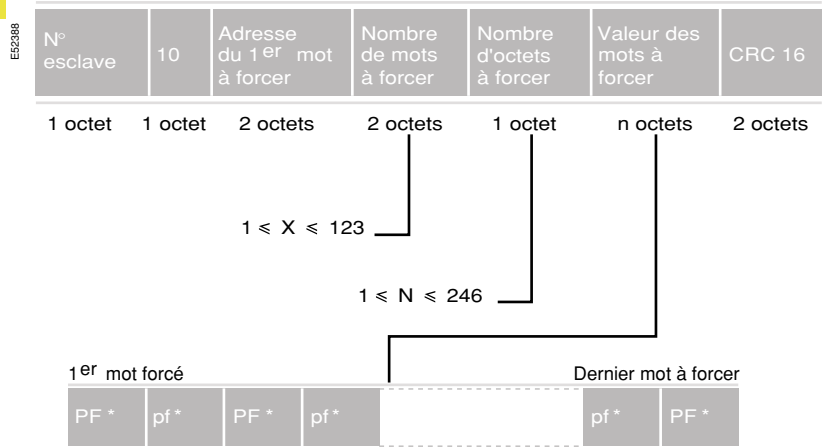 E52388
N° esclave
10
Adresse du 1er mot à forcer
Nombre de mots à forcer
Nombre d'octets à forcer
Valeur des mots à forcer
CRC 16
1 octet 1 octet 2 octets 2 octets 1 octet n octets 2 octets
1 ⩽ X ⩽ 123
1 ⩽ N ⩽ 246
1er mot forcé Dernier mot à forcer
PF * pf * PF * pf * pf * PF *